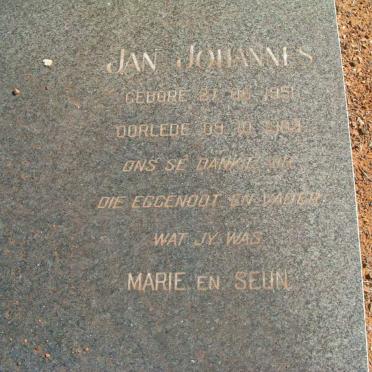 JAN JOHANNES
GEBORE 21 1951
OORLEDE 09 10
ONS SÊ DANKIE VIR
DIE EGGENOOT EN VADER
WAT JY WAS
MARIE EN SEUN